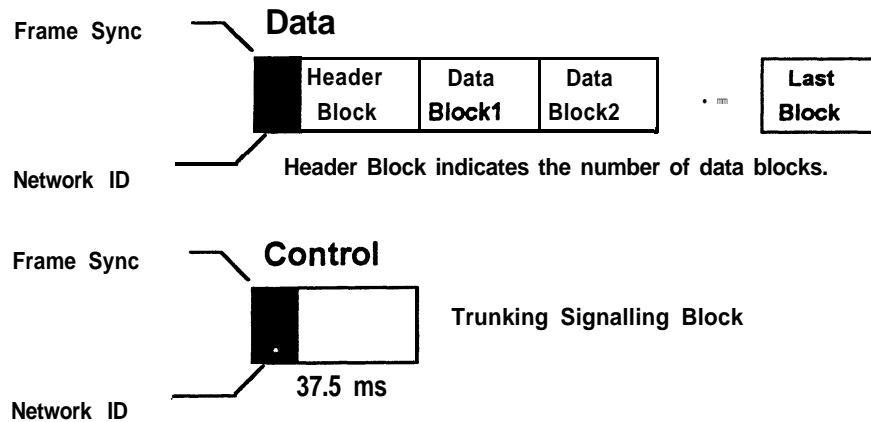 Frame Sync
Data
Header Block
Data Block1
Data Block2
Last Block
Network ID
Header Block indicates the number of data blocks.
Frame Sync
Control
Trunking Signalling Block
37.5 ms
Network ID